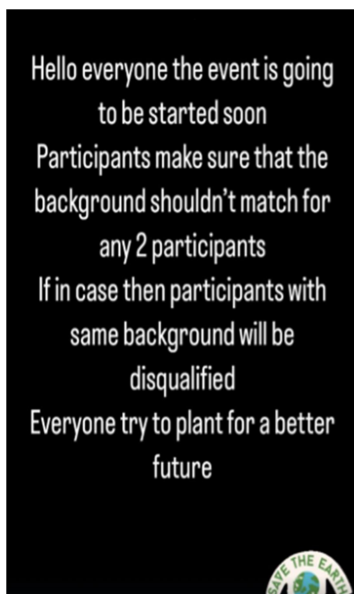 Hello everyone the event is going
to be started soon
Participants make sure that the
background shouldn't match for
any 2 participants
If in case then participants with
same background will be
disqualified
Everyone try to plant for a better
future
SAVE THE EARTH